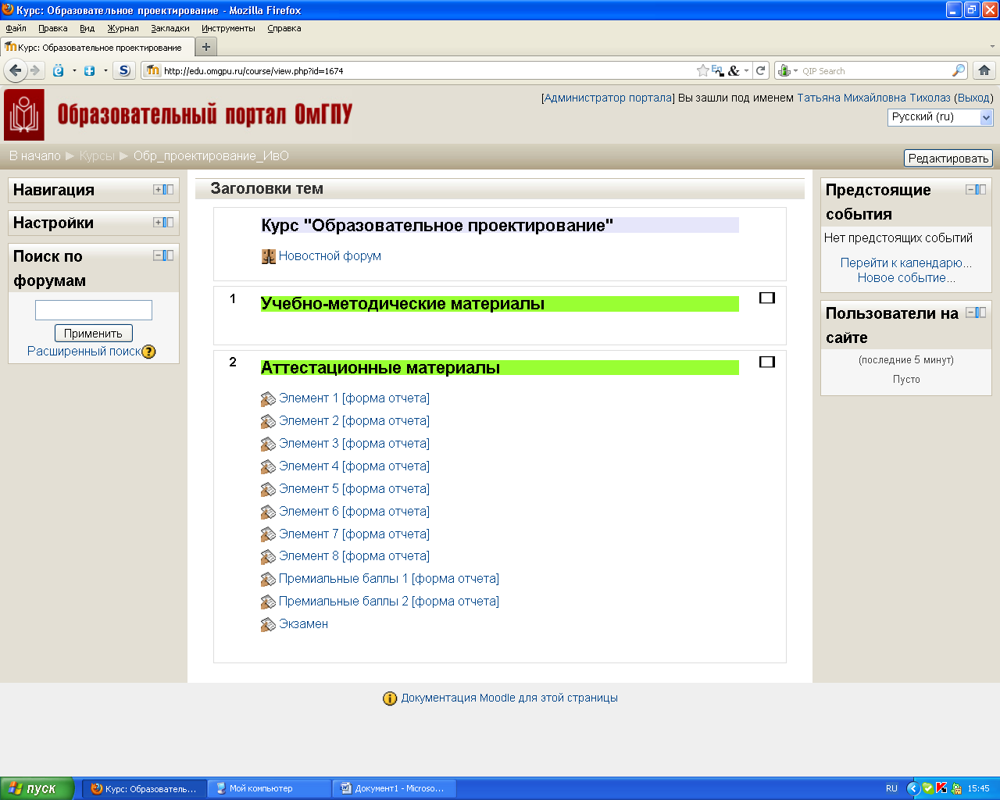 Курс: Образовательное проектирование - Mozilla Firefox
Файл Правка Вид Журнал Закладки Инструменты Справка
Курс: Образовательное проектирование
http://edu.omgpu.ru/course/view.php?id=1674
QIP Search
Образовательный портал ОмГПУ
[Администратор портала] Вы зашли под именем Татьяна Михайловна Тихолаз (Выход)
Русский (ru)
В начало ► Курсы ► Обр_проектирование_ИвО
Редактировать
Навигация
Настройки
Поиск по
форумам
Применить
Расширенный поиск
Заголовки тем
Курс "Образовательное проектирование"
Новостной форум
1 Учебно-методические материалы
2 Аттестационные материалы
Элемент 1 [форма отчета]
Элемент 2 [форма отчета]
Элемент 3 [форма отчета]
Элемент 4 [форма отчета]
Элемент 5 [форма отчета]
Элемент 6 [форма отчета]
Элемент 7 [форма отчета]
Элемент 8 [форма отчета]
Премиальные баллы 1 [форма отчета]
Премиальные баллы 2 [форма отчета]
Экзамен
Предстоящие
события
Нет предстоящих событий
Перейти к календарю...
Новое событие...
Пользователи на
сайте
(последние 5 минут)
Пусто
Документация Moodle для этой страницы
пуск
Курс: Образователь...
Мой компьютер
Документ1 - Microso...
RU
15:45